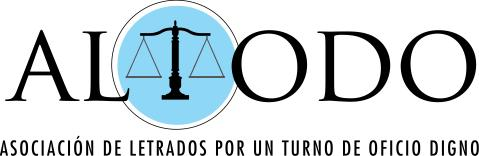 ALTODO
ASOCIACIÓN DE LETRADOS POR UN TURNO DE OFICIO DIGNO